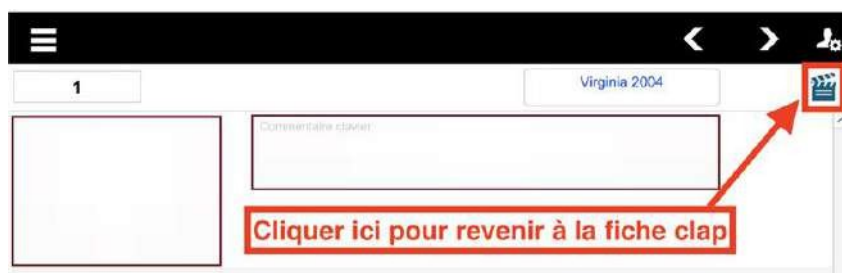 1
Virginia 2004
Commentaire clavier
Cliquer ici pour revenir à la fiche clap